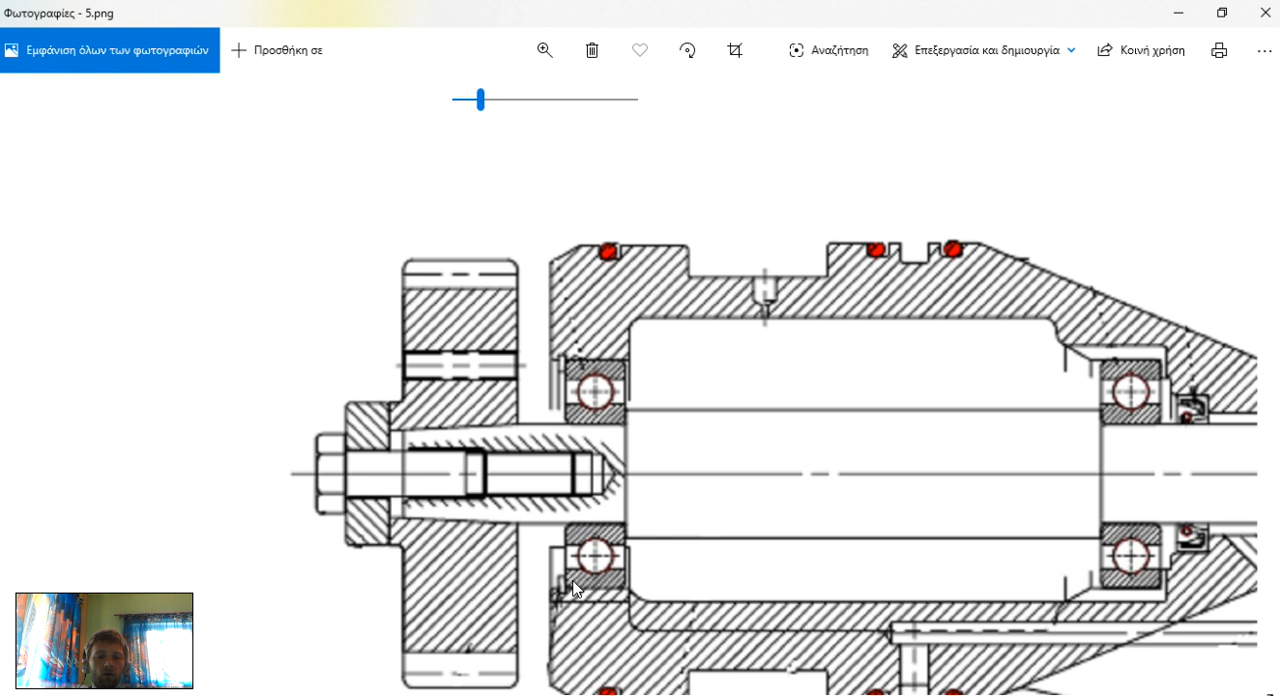 Φωτογραφίες - 5.png
Εμφάνιση όλων των φωτογραφιών
Προσθήκη σε
Αναζήτηση
Επεξεργασία και δημιουργία
Κοινή χρήση